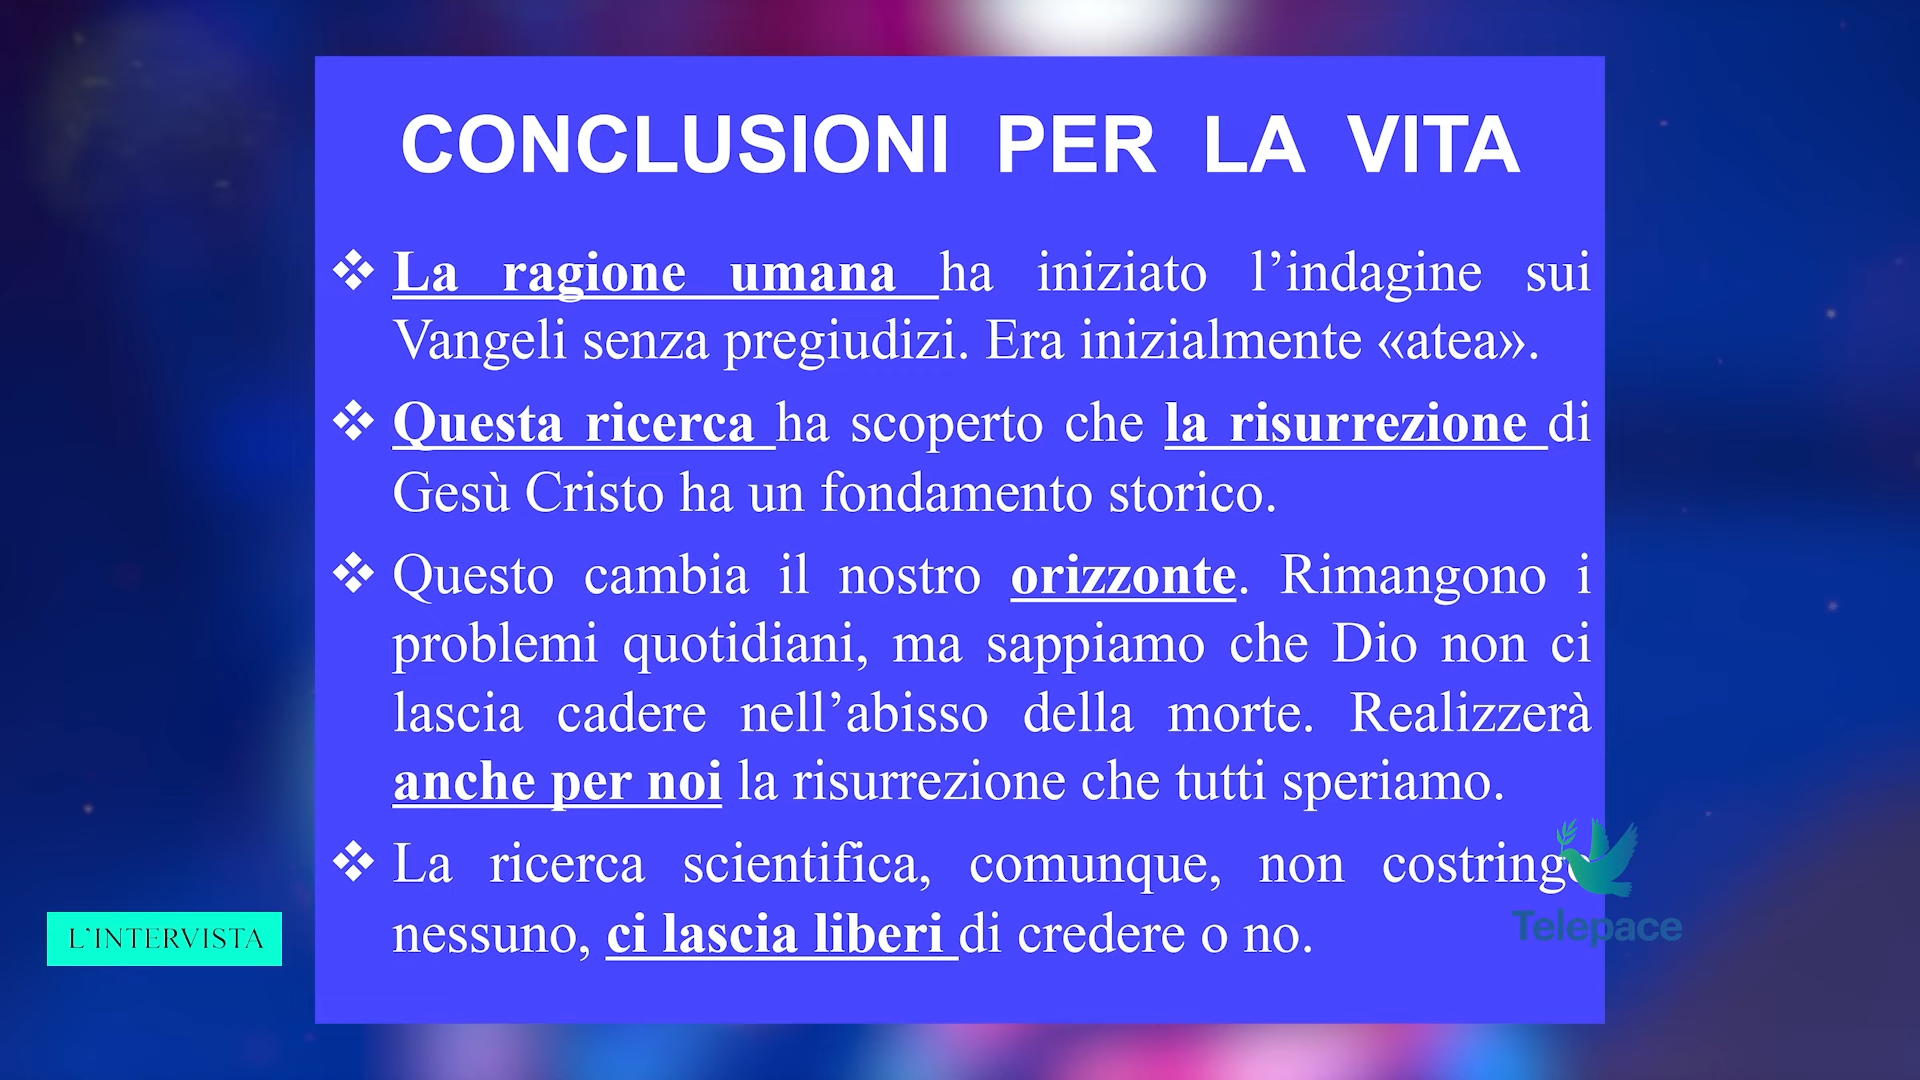 CONCLUSIONI PER LA VITA
❖ La ragione umana ha iniziato l’indagine sui
Vangeli senza pregiudizi. Era inizialmente «atea».
❖ Questa ricerca ha scoperto che la risurrezione di
Gesù Cristo ha un fondamento storico.
❖ Questo cambia il nostro orizzonte. Rimangono i
problemi quotidiani, ma sappiamo che Dio non ci
lascia cadere nell’abisso della morte. Realizzerà
anche per noi la risurrezione che tutti speriamo.
❖ La ricerca scientifica, comunque, non costringe
nessuno, ci lascia liberi di credere o no.
L’INTERVISTA
Telepace